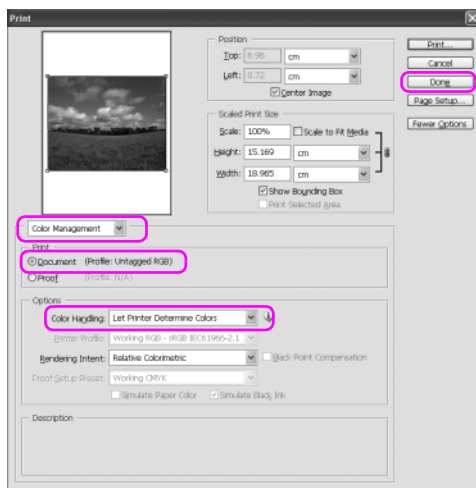 Print
Position
Top: 6.96 cm
Left: 0.72 cm
Center Image
Scaled Print Size
Scale: 100% Scale to Fit Media
Height: 15.169 cm
Width: 18.965 cm
Show Bounding Box
Print Selected Area
Print...
Cancel
Done
Page Setup...
Fewer Options
Color Management
Print
Document (Profile: Untagged RGB)
Proof (Profile: N/A)
Options
Color Handling: Let Printer Determine Colors
Printer Profile: Working RGB - sRGB IEC61966-2.1
Rendering Intent: Relative Colorimetric Black Point Compensation
Proof Setup Preset: Working CMYK
Simulate Paper Color Simulate Black Ink
Description